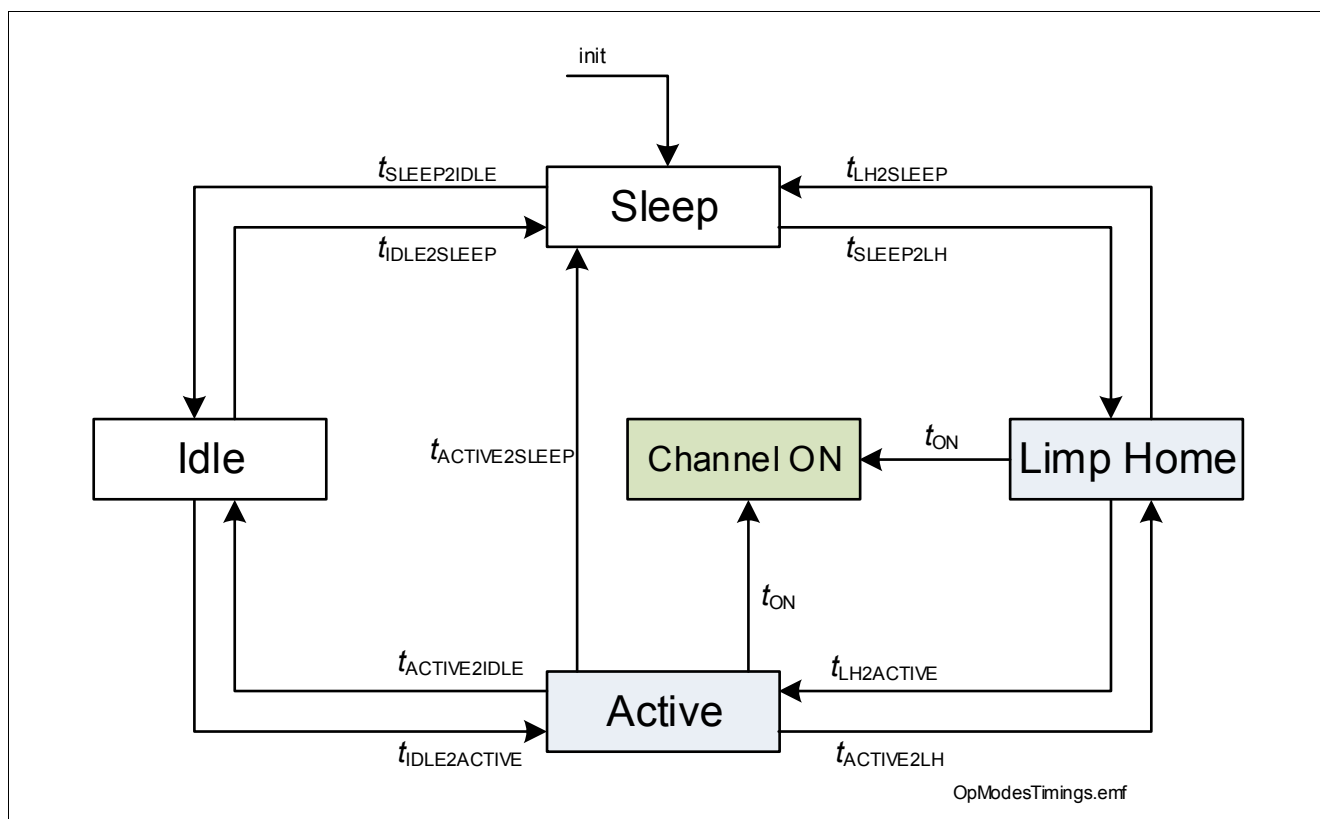 init
tSLEEP2IDLE
tLH2SLEEP
Sleep
tIDLE2SLEEP
tSLEEP2LH
Idle
tACTIVE2SLEEP
Channel ON
tON
Limp Home
tON
tACTIVE2IDLE
tLH2ACTIVE
Active
tIDLE2ACTIVE
tACTIVE2LH
OpModesTimings.emf